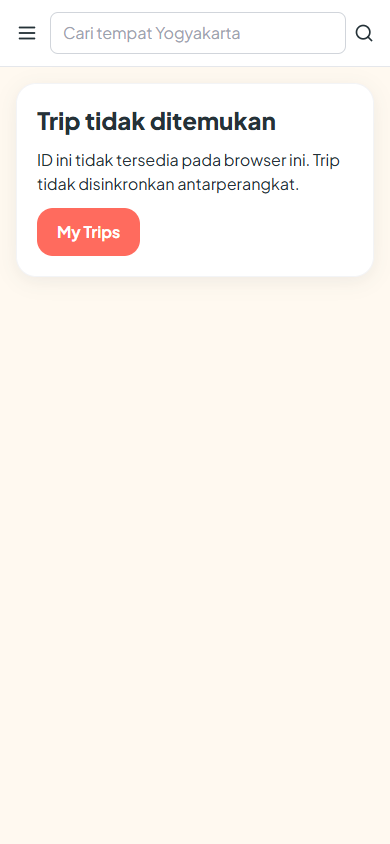 Cari tempat Yogyakarta
Trip tidak ditemukan
ID ini tidak tersedia pada browser ini. Trip
tidak disinkronkan antarperangkat.
My Trips